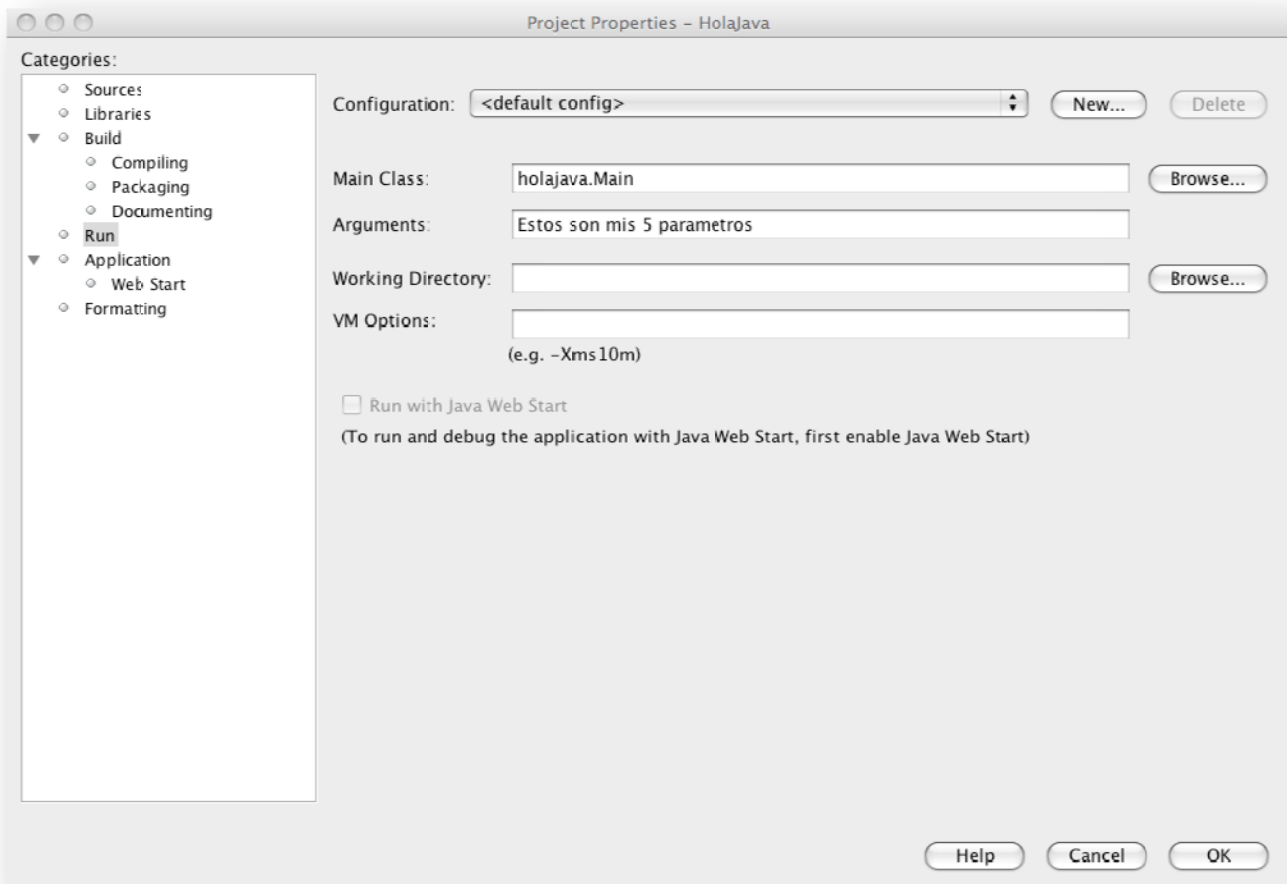 Project Properties – HolaJava
Categories:
Sources
Libraries
Build
Compiling
Packaging
Documenting
Run
Application
Web Start
Formatting
Configuration: <default config> New... Delete
Main Class: holajava.Main Browse...
Arguments: Estos son mis 5 parametros
Working Directory: Browse...
VM Options:
(e.g. -Xms10m)
Run with Java Web Start
(To run and debug the application with Java Web Start, first enable Java Web Start)
Help Cancel OK